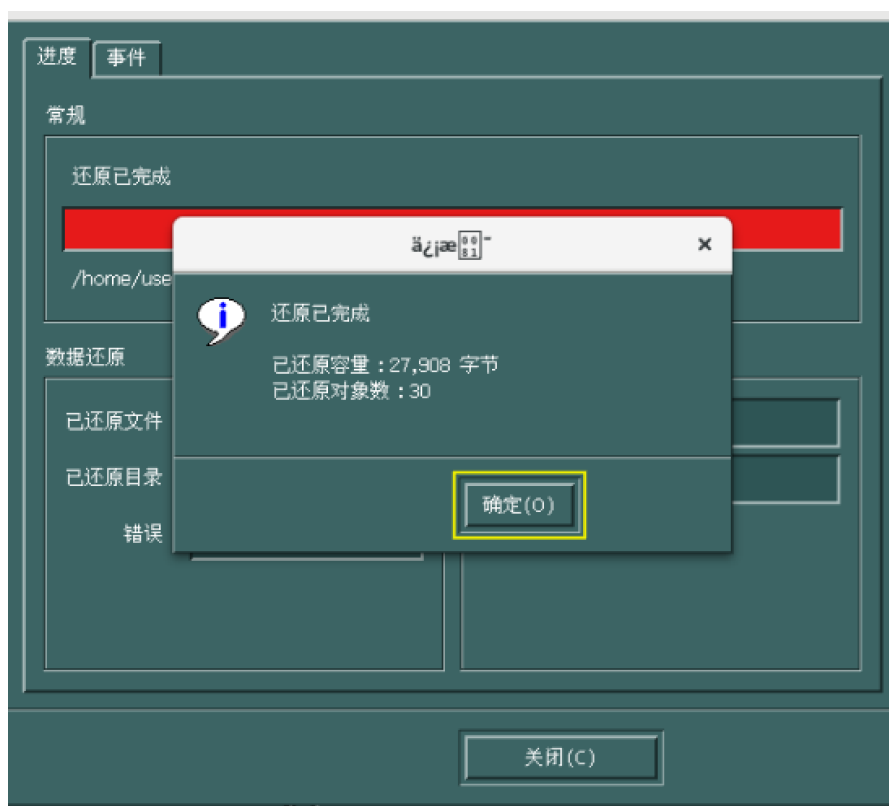 进度 事件
常规
还原已完成
/home/use
数据还原
已还原文件
已还原目录
错误
还原已完成
已还原容量：27,908 字节
已还原对象数：30
确定(O)
关闭(C)